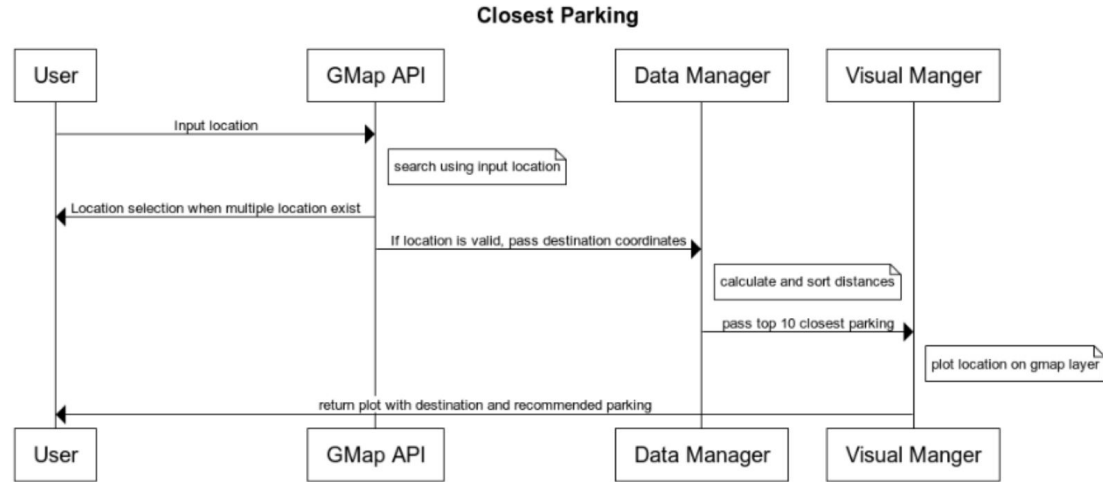 Closest Parking
User
GMap API
Data Manager
Visual Manger
Input location
search using input location
Location selection when multiple location exist
If location is valid, pass destination coordinates
calculate and sort distances
pass top 10 closest parking
plot location on gmap layer
return plot with destination and recommended parking
User
GMap API
Data Manager
Visual Manger